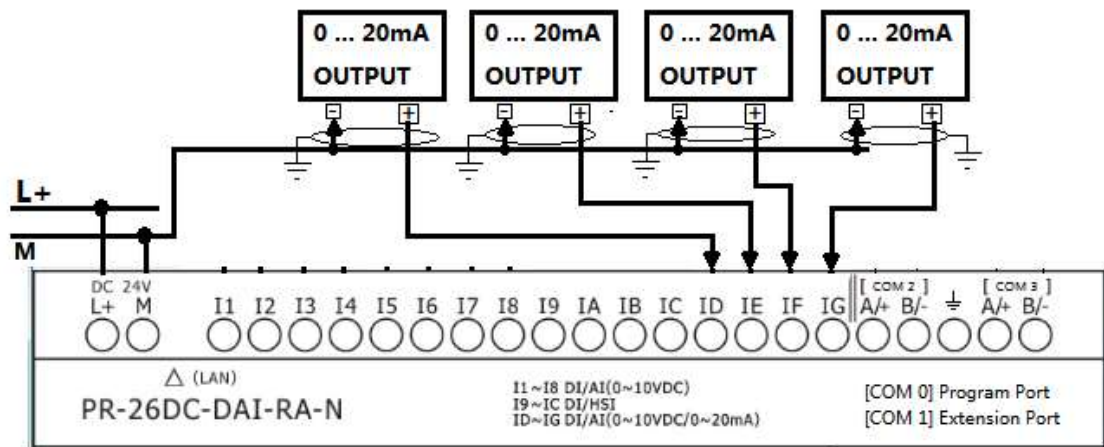 0 ... 20mA 0 ... 20mA 0 ... 20mA 0 ... 20mA
OUTPUT OUTPUT OUTPUT OUTPUT
- + - + - + - +
L+
M
DC 24V [ COM 2 ] [ COM 3 ]
L+ M I1 I2 I3 I4 I5 I6 I7 I8 I9 IA IB IC ID IE IF IG A/+ B/- A/+ B/-
(LAN)
PR-26DC-DAI-RA-N
I1~I8 DI/AI(0~10VDC)
I9~IC DI/HSI
ID~IG DI/AI(0~10VDC/0~20mA)
[COM 0] Program Port
[COM 1] Extension Port